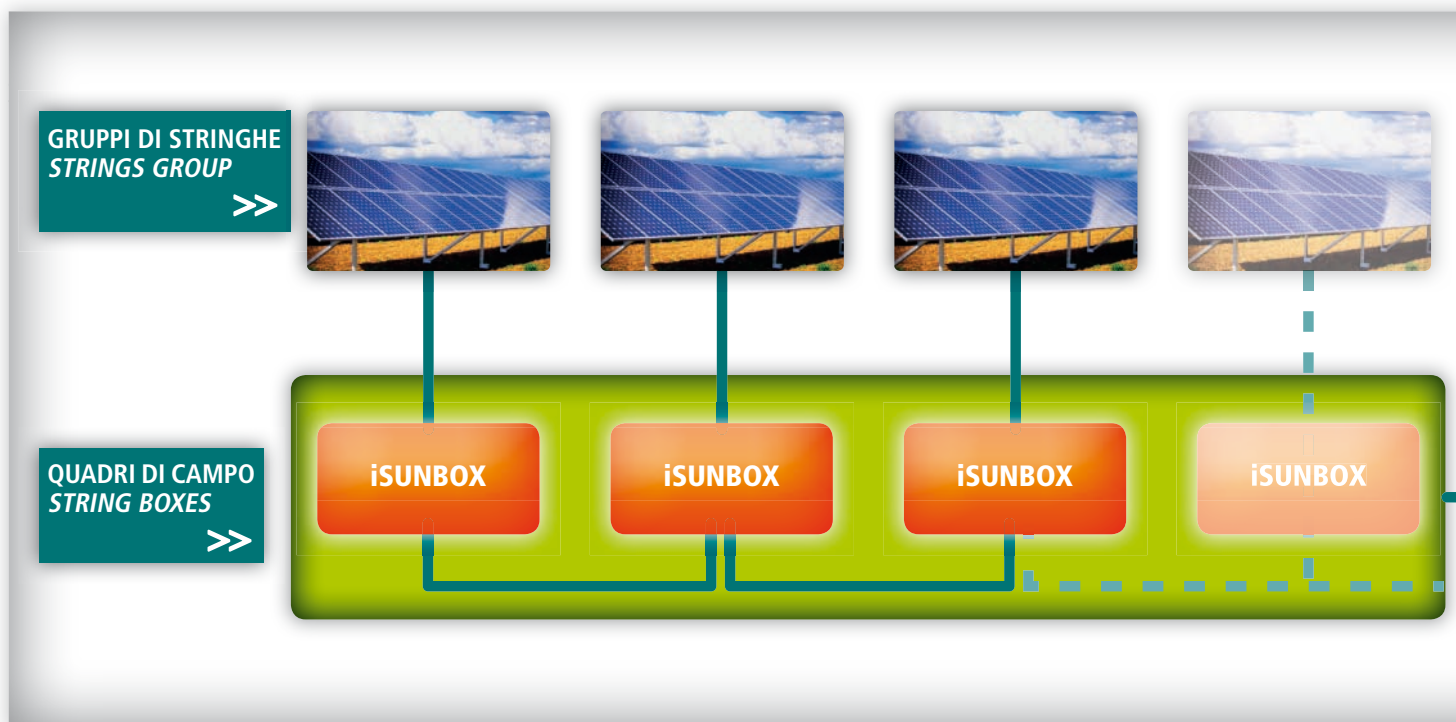 GRUPPI DI STRINGHE
STRINGS GROUP
>>
QUADRI DI CAMPO
STRING BOXES
>>
iSUNBOX
iSUNBOX
iSUNBOX
iSUNBOX